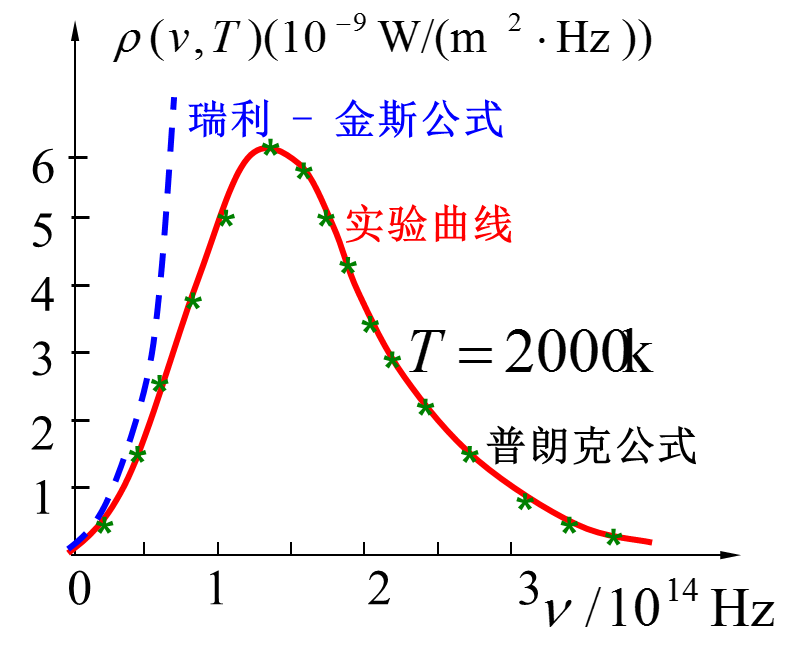 ρ(ν,T)(10⁻⁹ W/(m ² · Hz ))
瑞利 – 金斯公式
6
5
实验曲线
4
3
T = 2000k
2
普朗克公式
1
0 1 2 3
ν /10¹⁴ Hz